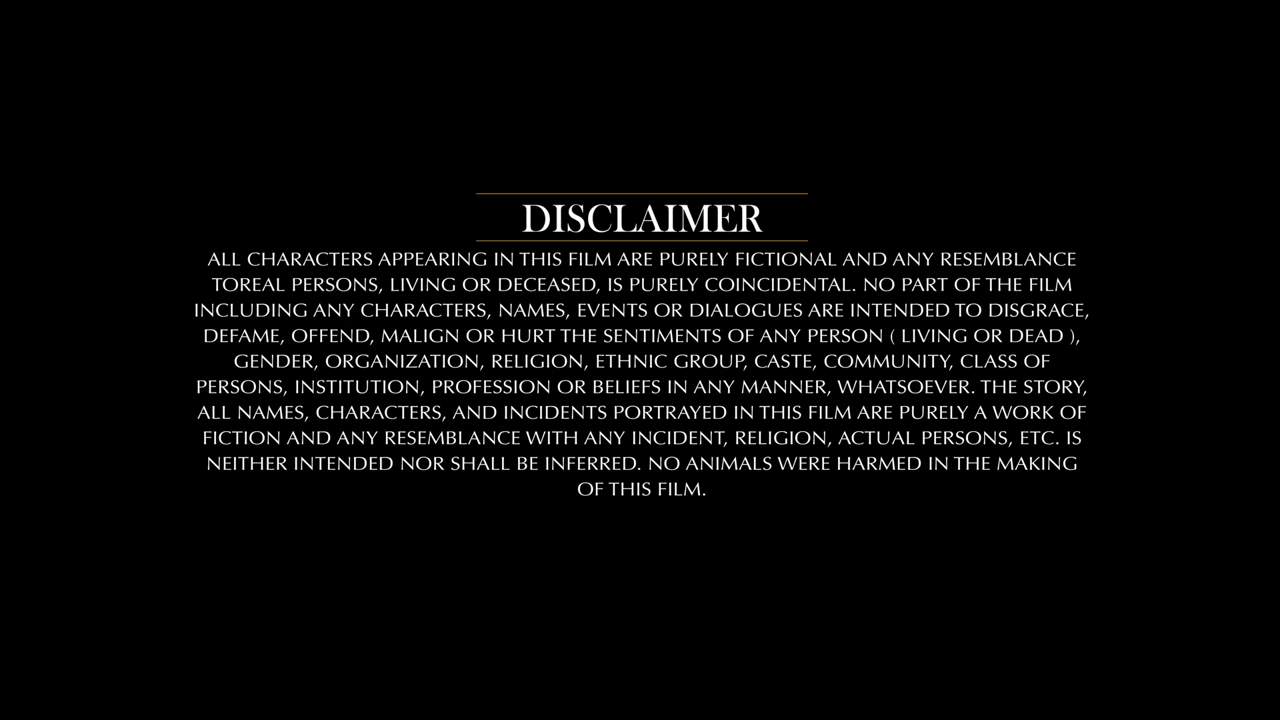 DISCLAIMER
ALL CHARACTERS APPEARING IN THIS FILM ARE PURELY FICTIONAL AND ANY RESEMBLANCE
TOREAL PERSONS, LIVING OR DECEASED, IS PURELY COINCIDENTAL. NO PART OF THE FILM
INCLUDING ANY CHARACTERS, NAMES, EVENTS OR DIALOGUES ARE INTENDED TO DISGRACE,
DEFAME, OFFEND, MALIGN OR HURT THE SENTIMENTS OF ANY PERSON ( LIVING OR DEAD ),
GENDER, ORGANIZATION, RELIGION, ETHNIC GROUP, CASTE, COMMUNITY, CLASS OF
PERSONS, INSTITUTION, PROFESSION OR BELIEFS IN ANY MANNER, WHATSOEVER. THE STORY,
ALL NAMES, CHARACTERS, AND INCIDENTS PORTRAYED IN THIS FILM ARE PURELY A WORK OF
FICTION AND ANY RESEMBLANCE WITH ANY INCIDENT, RELIGION, ACTUAL PERSONS, ETC. IS
NEITHER INTENDED NOR SHALL BE INFERRED. NO ANIMALS WERE HARMED IN THE MAKING
OF THIS FILM.